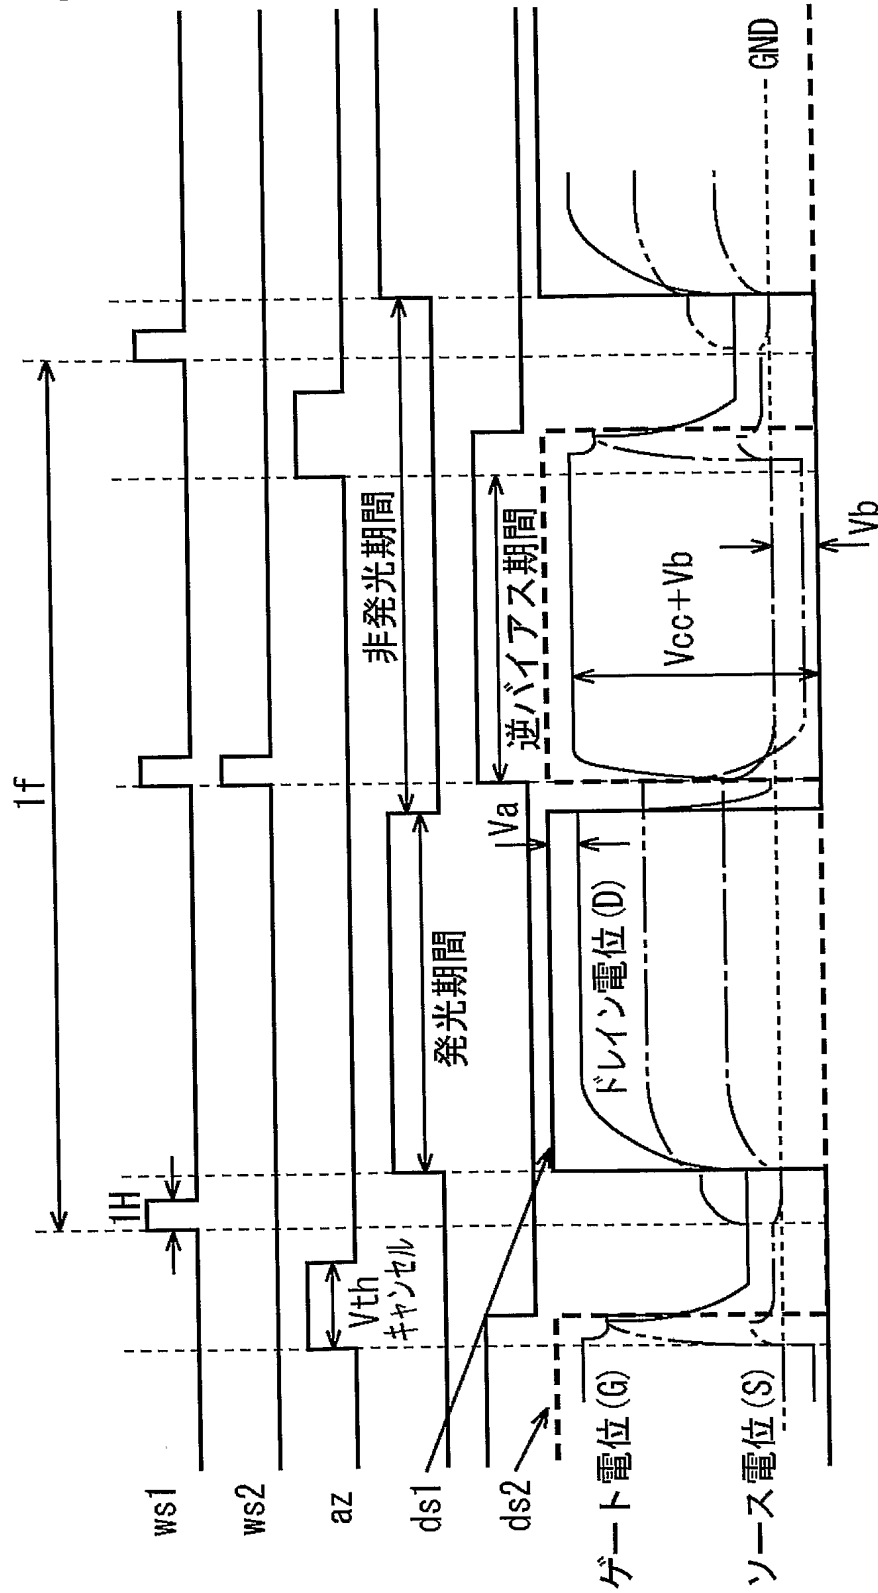 1f
1H
ws1
ws2
az
Vth
キャンセル
ds1
発光期間
非発光期間
ds2
逆バイアス期間
Va
ドレイン電位(D)
Vcc+Vb
Vb
GND
ゲート電位(G)
ソース電位(S)